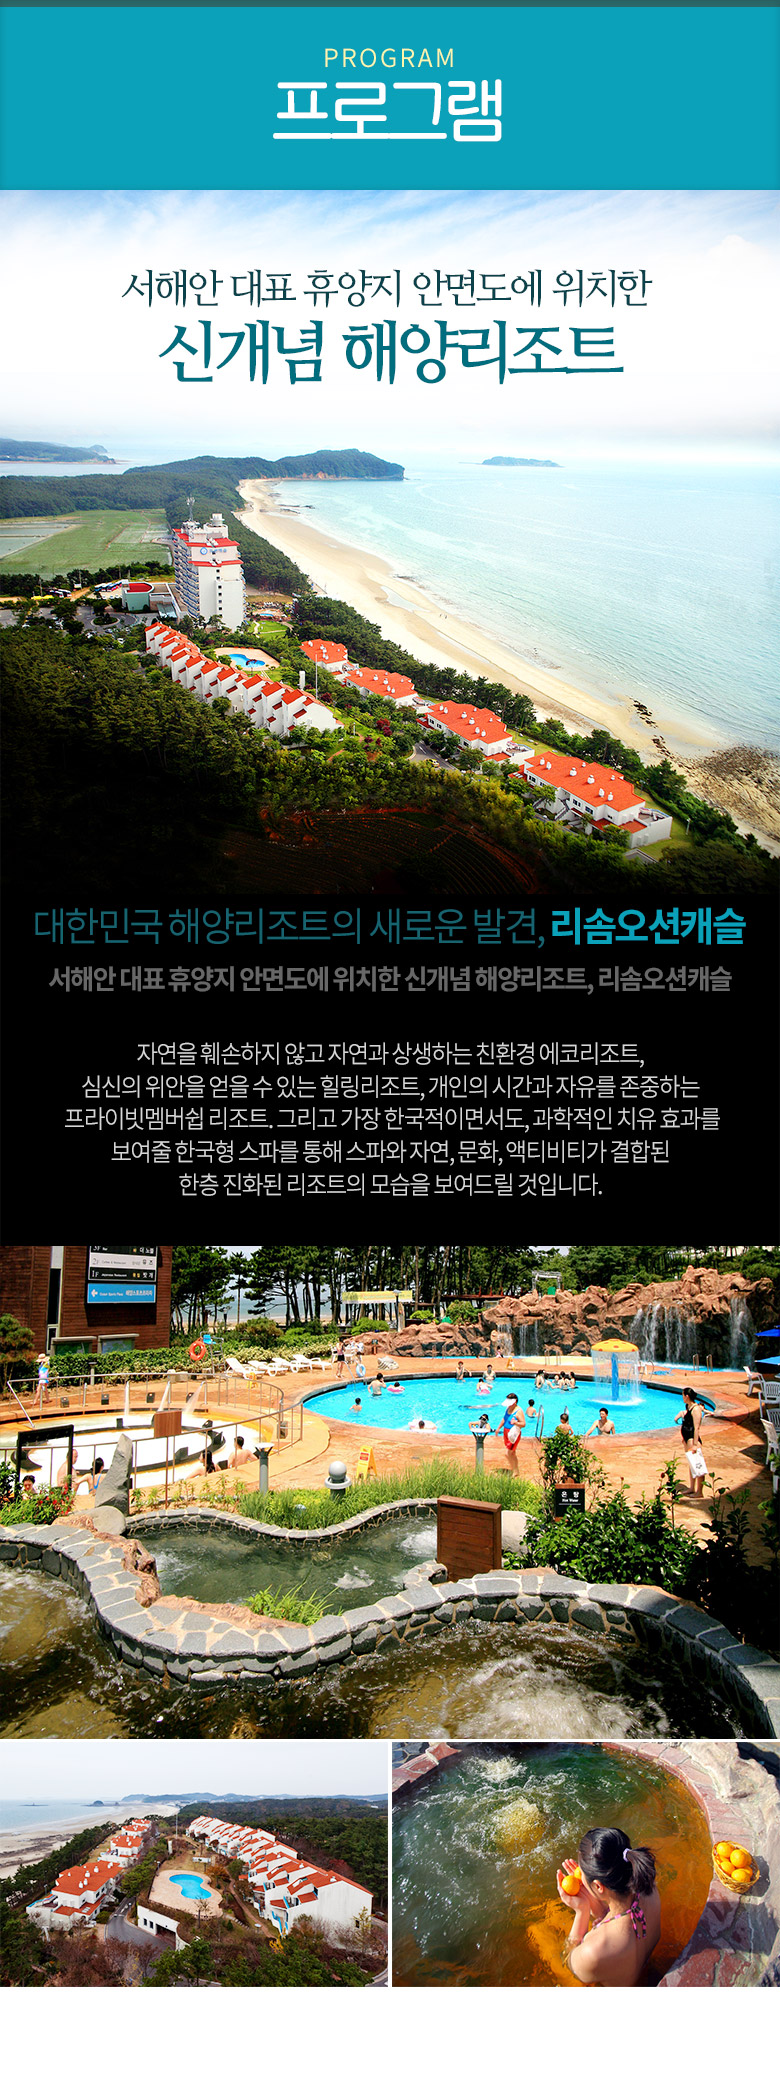 PROGRAM
프로그램
서해안 대표 휴양지 안면도에 위치한
신개념 해양리조트
대한민국 해양리조트의 새로운 발견, 리솜오션캐슬
서해안 대표 휴양지 안면도에 위치한 신개념 해양리조트, 리솜오션캐슬
자연을 훼손하지 않고 자연과 상생하는 친환경 에코리조트,
심신의 위안을 얻을 수 있는 힐링리조트, 개인의 시간과 자유를 존중하는
프라이빗멤버쉽 리조트. 그리고 가장 한국적이면서도, 과학적인 치유 효과를
보여줄 한국형 스파를 통해 스파와 자연, 문화, 액티비티가 결합된
한층 진화된 리조트의 모습을 보여드릴 것입니다.
온 탕